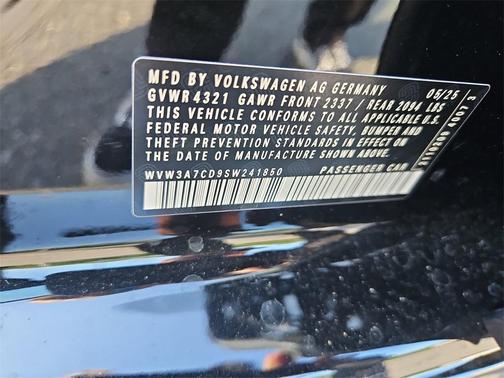 MFD BY VOLKSWAGEN AG GERMANY 05/25
GVWR 4321 GAWR FRONT 2337 / REAR 2094 LBS
THIS VEHICLE CONFORMS TO ALL APPLICABLE U.S.
FEDERAL MOTOR VEHICLE SAFETY, BUMPER AND
THEFT PREVENTION STANDARDS IN EFFECT ON THE
DATE OF MANUFACTURE SHOWN ABOVE.
WVW3A7CD9SW241850 PASSENGER CAR